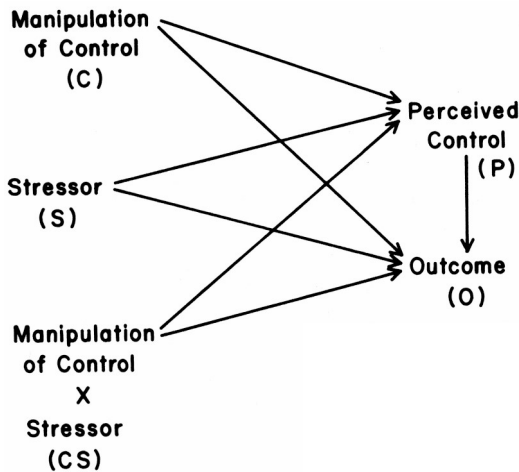 Manipulation
of Control
(C)
Perceived
Control
(P)
Stressor
(S)
Outcome
(O)
Manipulation
of Control
X
Stressor
(CS)